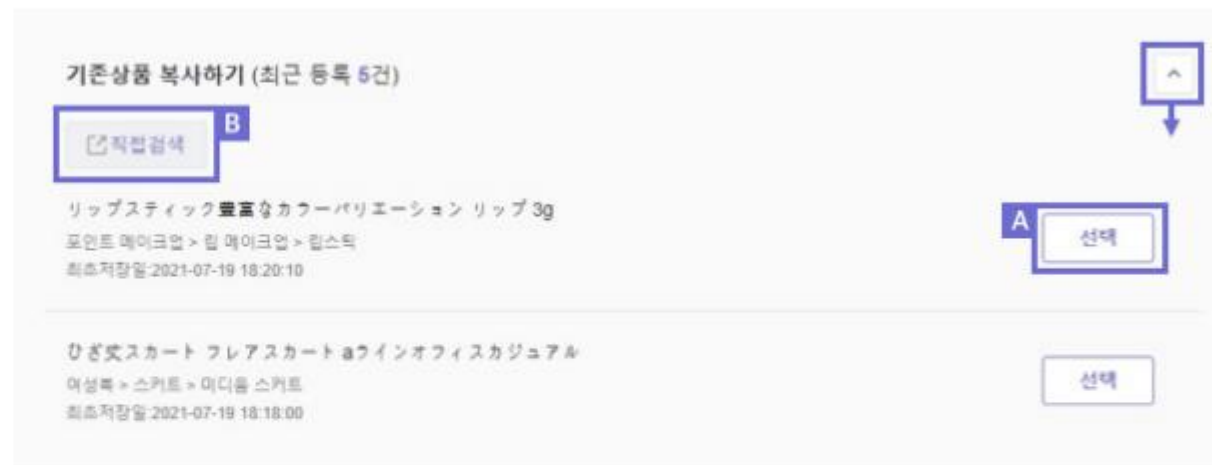 기존상품 복사하기 (최근 등록 5건)
B
직접검색
リップスティック豊富なカラーバリエーション リップ 3g
포인트 메이크업 > 립 메이크업 > 립스틱
최초저장일:2021-07-19 18:20:10
A
선택
ひざ丈スカート フレアスカート aラインオフィスカジュアル
여성복 > 스커트 > 미디움 스커트
최초저장일:2021-07-19 18:18:00
선택